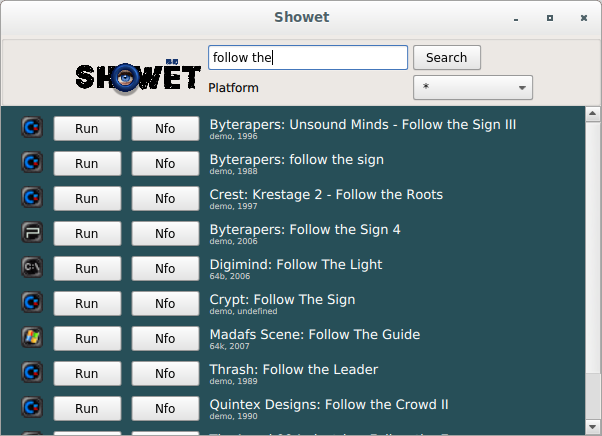 Showet
SHOWET
follow the
Search
Platform
*
Run Nfo Byterapers: Unsound Minds - Follow the Sign III
demo, 1996
Run Nfo Byterapers: follow the sign
demo, 1988
Run Nfo Crest: Krestage 2 - Follow the Roots
demo, 1997
Run Nfo Byterapers: Follow the Sign 4
demo, 2006
C:\ Run Nfo Digimind: Follow The Light
64b, 2006
Run Nfo Crypt: Follow The Sign
demo, undefined
Run Nfo Madafs Scene: Follow The Guide
64k, 2007
Run Nfo Thrash: Follow the Leader
demo, 1989
Run Nfo Quintex Designs: Follow the Crowd II
demo, 1990